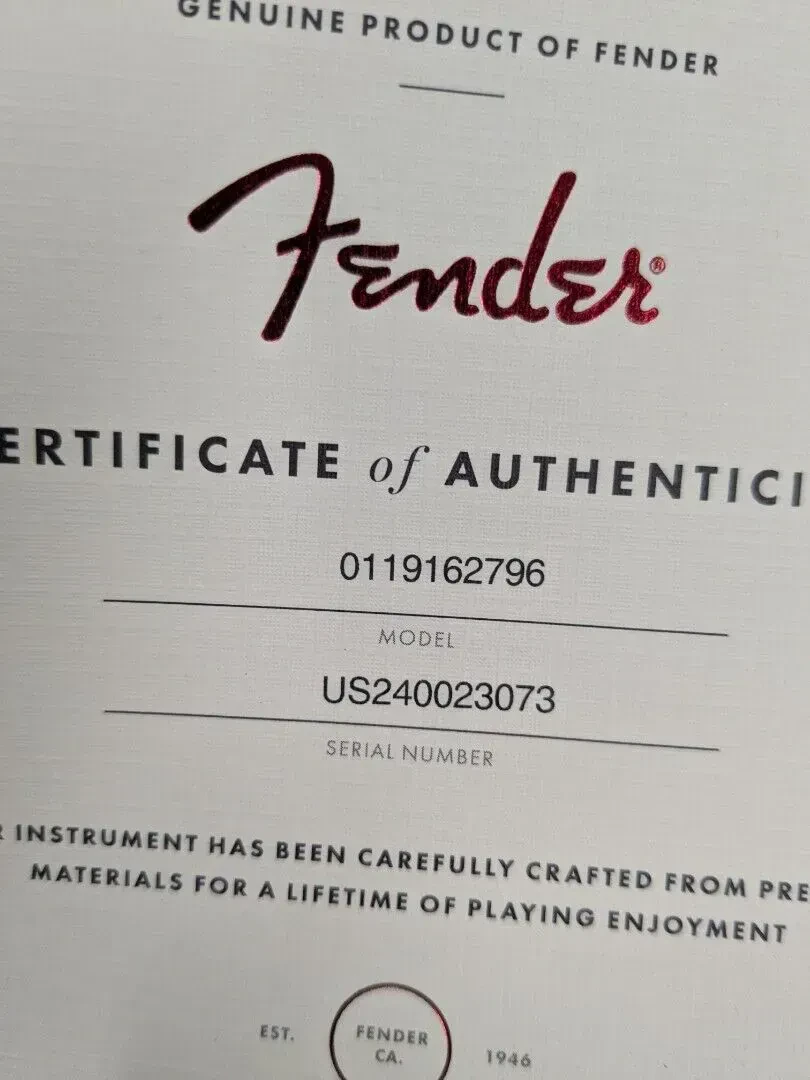 GENUINE PRODUCT OF FENDER
Fender®
ERTIFICATE of AUTHENTICI
0119162796
MODEL
US240023073
SERIAL NUMBER
R INSTRUMENT HAS BEEN CAREFULLY CRAFTED FROM PRE
MATERIALS FOR A LIFETIME OF PLAYING ENJOYMENT
EST. FENDER CA. 1946